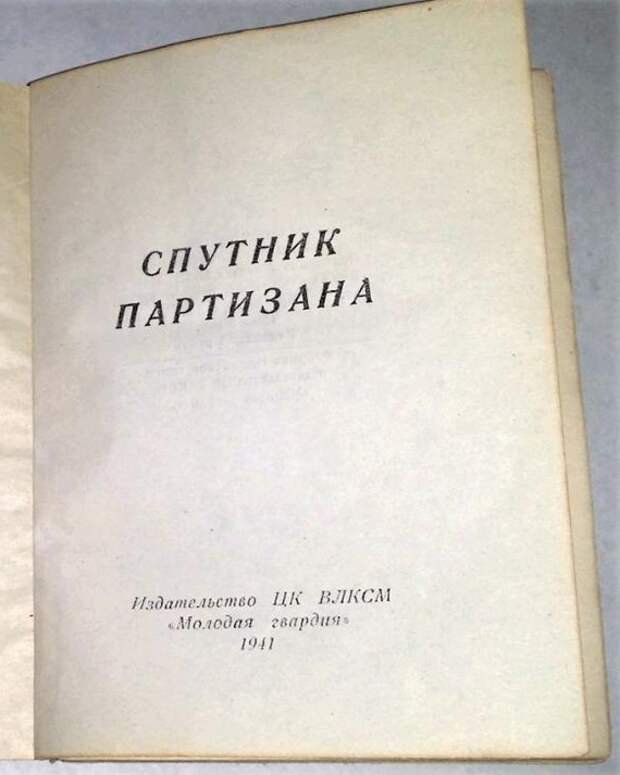 СПУТНИК
ПАРТИЗАНА
Издательство ЦК ВЛКСМ
«Молодая гвардия»
1941